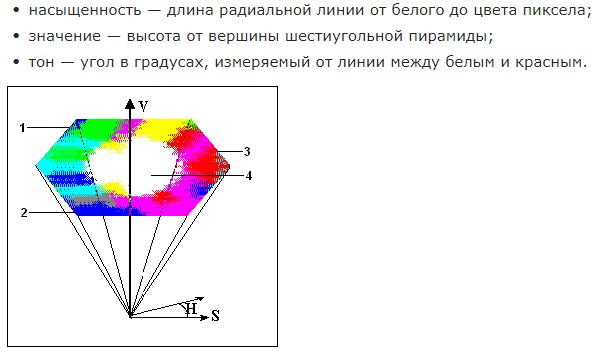 • насыщенность — длина радиальной линии от белого до цвета пиксела;
• значение — высота от вершины шестиугольной пирамиды;
• тон — угол в градусах, измеряемый от линии между белым и красным.
V
1
3
4
2
H
S